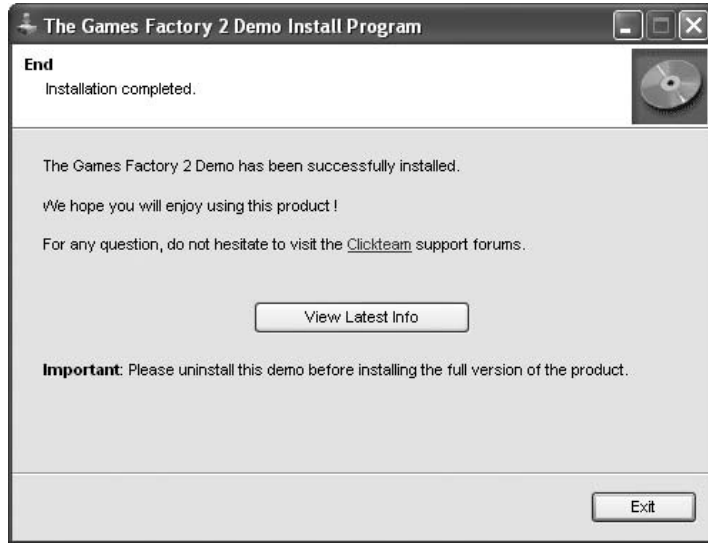 The Games Factory 2 Demo Install Program
End
Installation completed.
The Games Factory 2 Demo has been successfully installed.
We hope you will enjoy using this product !
For any question, do not hesitate to visit the Clickteam support forums.
View Latest Info
Important: Please uninstall this demo before installing the full version of the product.
Exit